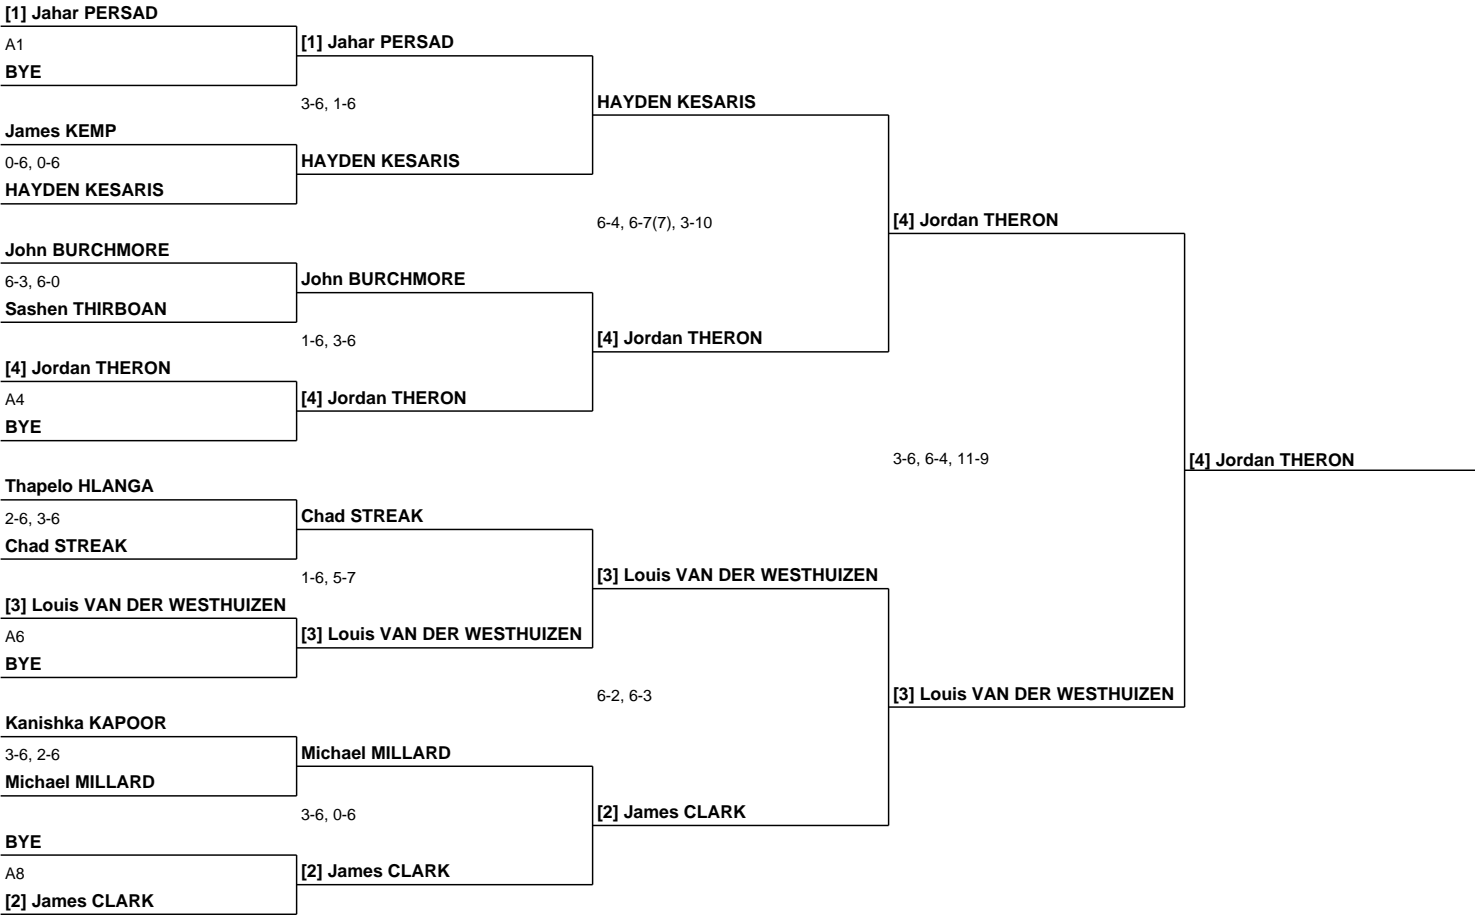 [1] Jahar PERSAD
A1
BYE
James KEMP
0-6, 0-6
HAYDEN KESARIS
John BURCHMORE
6-3, 6-0
Sashen THIRBOAN
[4] Jordan THERON
A4
BYE
Thapelo HLANGA
2-6, 3-6
Chad STREAK
[3] Louis VAN DER WESTHUIZEN
A6
BYE
Kanishka KAPOOR
3-6, 2-6
Michael MILLARD
BYE
A8
[2] James CLARK
[1] Jahar PERSAD
3-6, 1-6
HAYDEN KESARIS
John BURCHMORE
1-6, 3-6
[4] Jordan THERON
Chad STREAK
1-6, 5-7
[3] Louis VAN DER WESTHUIZEN
Michael MILLARD
3-6, 0-6
[2] James CLARK
HAYDEN KESARIS
6-4, 6-7(7), 3-10
[4] Jordan THERON
[3] Louis VAN DER WESTHUIZEN
6-2, 6-3
[2] James CLARK
[4] Jordan THERON
3-6, 6-4, 11-9
[3] Louis VAN DER WESTHUIZEN
[4] Jordan THERON